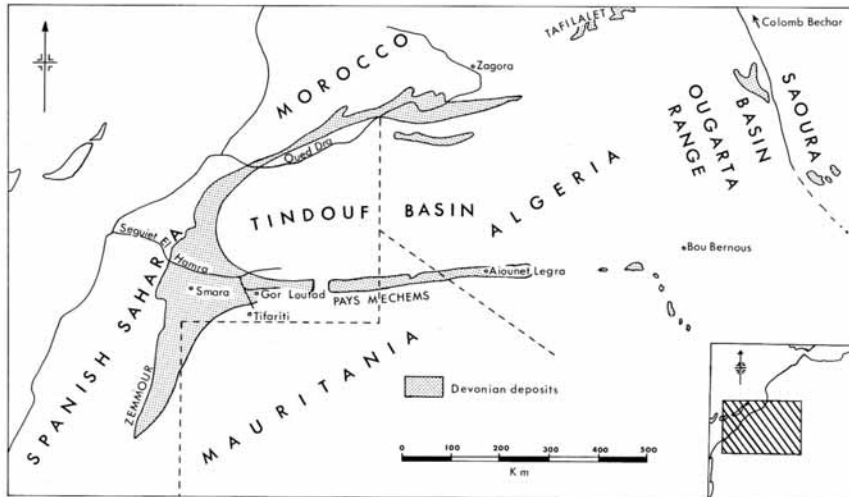 TAFILALET
Colomb Bechar
MOROCCO
Zagora
OUGARTA
RANGE
SAOURA
BASIN
Oued Dra
ALGERIA
TINDOUF BASIN
Seguiet El Hamra
Bou Bernous
SPANISH SAHARA
Smara
Gor Loutad
Aiounet Legra
PAYS MECHEMS
Tifariti
ZEMMOUR
MAURITANIA
Devonian deposits
0 100 200 300 400 500
Km